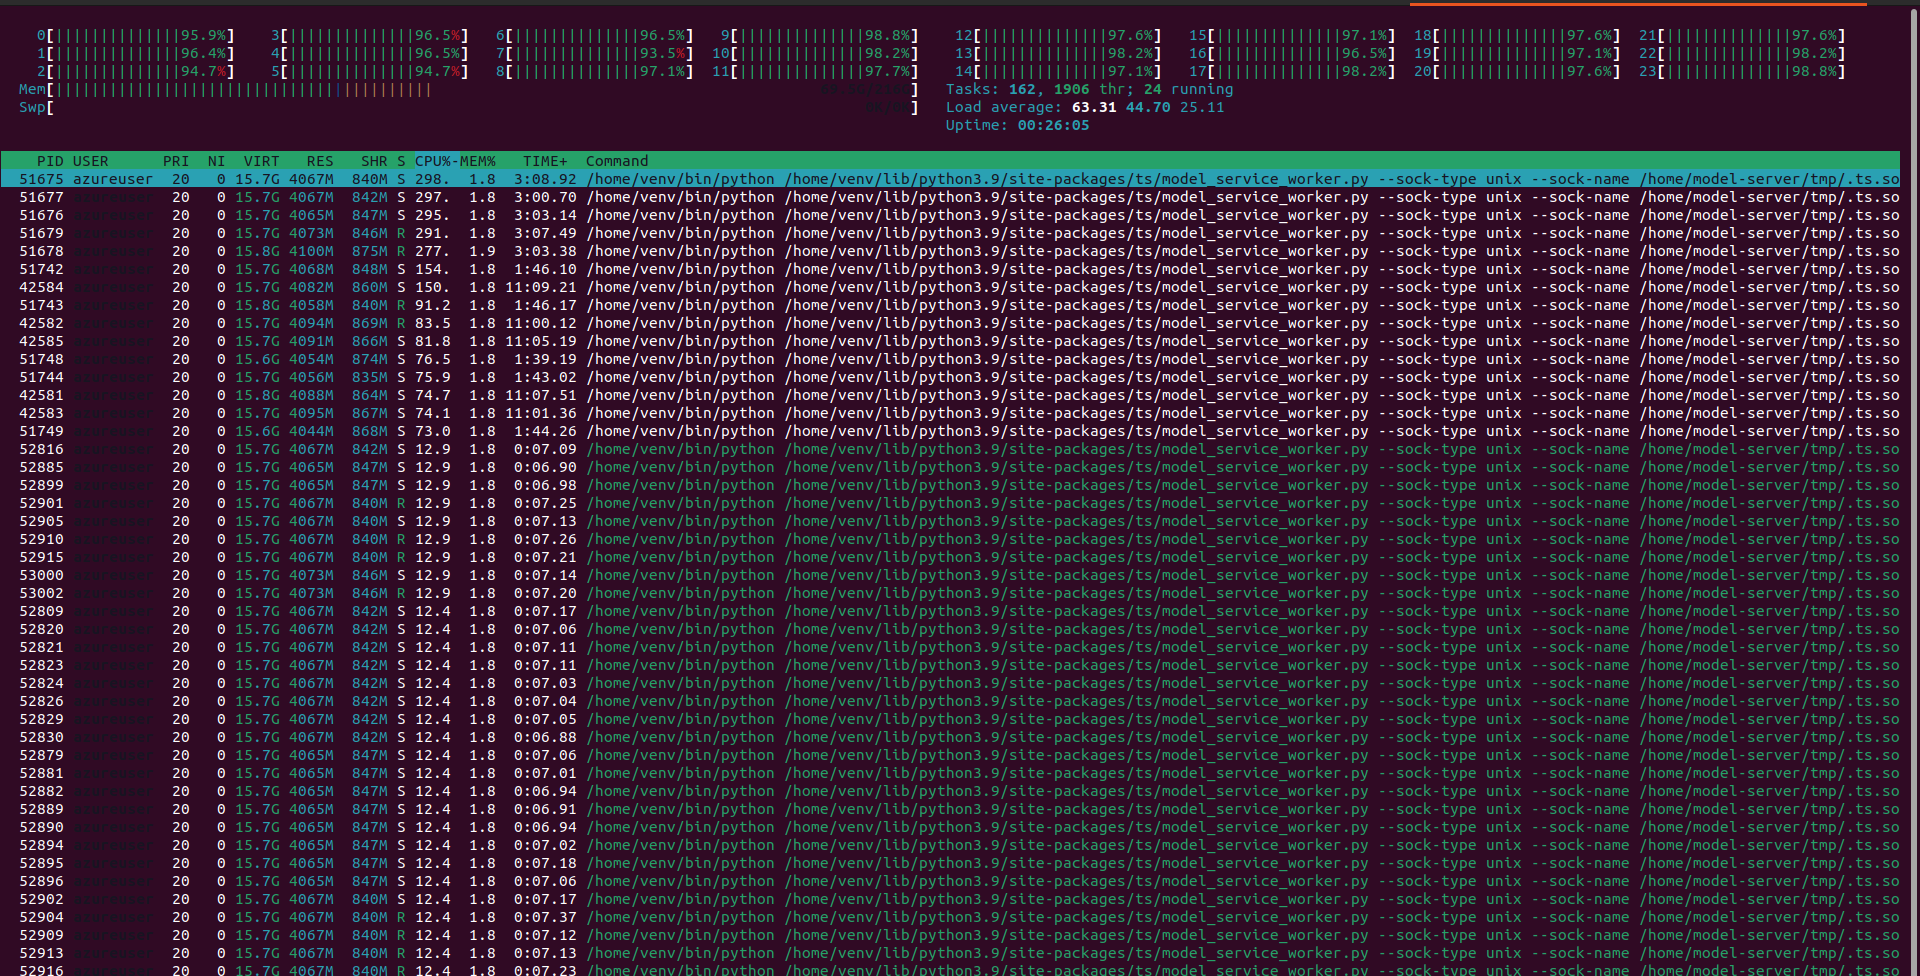 0[||||||||||||||95.9%] 3[||||||||||||||96.5%] 6[||||||||||||||96.5%] 9[||||||||||||||98.8%] 12[||||||||||||||97.6%] 15[||||||||||||||97.1%] 18[||||||||||||||97.6%] 21[||||||||||||||97.6%]
1[||||||||||||||96.4%] 4[||||||||||||||96.5%] 7[||||||||||||||93.5%] 10[||||||||||||||98.2%] 13[||||||||||||||98.2%] 16[||||||||||||||96.5%] 19[||||||||||||||97.1%] 22[||||||||||||||98.2%]
2[||||||||||||||94.7%] 5[||||||||||||||94.7%] 8[||||||||||||||97.1%] 11[||||||||||||||97.7%] 14[||||||||||||||97.1%] 17[||||||||||||||98.2%] 20[||||||||||||||97.6%] 23[||||||||||||||98.8%]
Mem[||||||||||||||||||||||||||||||||||||||||||] Tasks: 162, 1906 thr; 24 running
Swp[ ] Load average: 63.31 44.70 25.11
Uptime: 00:26:05
PID USER PRI NI VIRT RES SHR S CPU%-MEM% TIME+ Command
51675 azureuser 20 0 15.7G 4067M 840M S 298. 1.8 3:08.92 /home/venv/bin/python /home/venv/lib/python3.9/site-packages/ts/model_service_worker.py --sock-type unix --sock-name /home/model-server/tmp/.ts.so
51677 20 0 15.7G 4067M 842M S 297. 1.8 3:00.70 /home/venv/bin/python /home/venv/lib/python3.9/site-packages/ts/model_service_worker.py --sock-type unix --sock-name /home/model-server/tmp/.ts.so
51676 20 0 15.7G 4065M 847M S 295. 1.8 3:03.14 /home/venv/bin/python /home/venv/lib/python3.9/site-packages/ts/model_service_worker.py --sock-type unix --sock-name /home/model-server/tmp/.ts.so
51679 20 0 15.7G 4073M 846M R 291. 1.8 3:07.49 /home/venv/bin/python /home/venv/lib/python3.9/site-packages/ts/model_service_worker.py --sock-type unix --sock-name /home/model-server/tmp/.ts.so
51678 20 0 15.8G 4100M 875M R 277. 1.9 3:03.38 /home/venv/bin/python /home/venv/lib/python3.9/site-packages/ts/model_service_worker.py --sock-type unix --sock-name /home/model-server/tmp/.ts.so
51742 20 0 15.7G 4068M 848M S 154. 1.8 1:46.10 /home/venv/bin/python /home/venv/lib/python3.9/site-packages/ts/model_service_worker.py --sock-type unix --sock-name /home/model-server/tmp/.ts.so
42584 20 0 15.7G 4082M 860M S 150. 1.8 11:09.21 /home/venv/bin/python /home/venv/lib/python3.9/site-packages/ts/model_service_worker.py --sock-type unix --sock-name /home/model-server/tmp/.ts.so
51743 20 0 15.8G 4058M 840M R 91.2 1.8 1:46.17 /home/venv/bin/python /home/venv/lib/python3.9/site-packages/ts/model_service_worker.py --sock-type unix --sock-name /home/model-server/tmp/.ts.so
42582 20 0 15.7G 4094M 869M R 83.5 1.8 11:00.12 /home/venv/bin/python /home/venv/lib/python3.9/site-packages/ts/model_service_worker.py --sock-type unix --sock-name /home/model-server/tmp/.ts.so
42585 20 0 15.7G 4091M 866M S 81.8 1.8 11:05.19 /home/venv/bin/python /home/venv/lib/python3.9/site-packages/ts/model_service_worker.py --sock-type unix --sock-name /home/model-server/tmp/.ts.so
51748 20 0 15.6G 4054M 874M S 76.5 1.8 1:39.19 /home/venv/bin/python /home/venv/lib/python3.9/site-packages/ts/model_service_worker.py --sock-type unix --sock-name /home/model-server/tmp/.ts.so
51744 20 0 15.7G 4056M 835M S 75.9 1.8 1:43.02 /home/venv/bin/python /home/venv/lib/python3.9/site-packages/ts/model_service_worker.py --sock-type unix --sock-name /home/model-server/tmp/.ts.so
42581 20 0 15.8G 4088M 864M S 74.7 1.8 11:07.51 /home/venv/bin/python /home/venv/lib/python3.9/site-packages/ts/model_service_worker.py --sock-type unix --sock-name /home/model-server/tmp/.ts.so
42583 20 0 15.7G 4095M 867M S 74.1 1.8 11:01.36 /home/venv/bin/python /home/venv/lib/python3.9/site-packages/ts/model_service_worker.py --sock-type unix --sock-name /home/model-server/tmp/.ts.so
51749 20 0 15.6G 4044M 868M S 73.0 1.8 1:44.26 /home/venv/bin/python /home/venv/lib/python3.9/site-packages/ts/model_service_worker.py --sock-type unix --sock-name /home/model-server/tmp/.ts.so
52816 20 0 15.7G 4067M 842M S 12.9 1.8 0:07.09 /home/venv/bin/python /home/venv/lib/python3.9/site-packages/ts/model_service_worker.py --sock-type unix --sock-name /home/model-server/tmp/.ts.so
52885 20 0 15.7G 4065M 847M S 12.9 1.8 0:06.90 /home/venv/bin/python /home/venv/lib/python3.9/site-packages/ts/model_service_worker.py --sock-type unix --sock-name /home/model-server/tmp/.ts.so
52899 20 0 15.7G 4065M 847M S 12.9 1.8 0:06.98 /home/venv/bin/python /home/venv/lib/python3.9/site-packages/ts/model_service_worker.py --sock-type unix --sock-name /home/model-server/tmp/.ts.so
52901 20 0 15.7G 4067M 840M R 12.9 1.8 0:07.25 /home/venv/bin/python /home/venv/lib/python3.9/site-packages/ts/model_service_worker.py --sock-type unix --sock-name /home/model-server/tmp/.ts.so
52905 20 0 15.7G 4067M 840M S 12.9 1.8 0:07.13 /home/venv/bin/python /home/venv/lib/python3.9/site-packages/ts/model_service_worker.py --sock-type unix --sock-name /home/model-server/tmp/.ts.so
52910 20 0 15.7G 4067M 840M R 12.9 1.8 0:07.26 /home/venv/bin/python /home/venv/lib/python3.9/site-packages/ts/model_service_worker.py --sock-type unix --sock-name /home/model-server/tmp/.ts.so
52915 20 0 15.7G 4067M 840M R 12.9 1.8 0:07.21 /home/venv/bin/python /home/venv/lib/python3.9/site-packages/ts/model_service_worker.py --sock-type unix --sock-name /home/model-server/tmp/.ts.so
53000 20 0 15.7G 4073M 846M S 12.9 1.8 0:07.14 /home/venv/bin/python /home/venv/lib/python3.9/site-packages/ts/model_service_worker.py --sock-type unix --sock-name /home/model-server/tmp/.ts.so
53002 20 0 15.7G 4073M 846M R 12.9 1.8 0:07.20 /home/venv/bin/python /home/venv/lib/python3.9/site-packages/ts/model_service_worker.py --sock-type unix --sock-name /home/model-server/tmp/.ts.so
52809 20 0 15.7G 4067M 842M S 12.4 1.8 0:07.17 /home/venv/bin/python /home/venv/lib/python3.9/site-packages/ts/model_service_worker.py --sock-type unix --sock-name /home/model-server/tmp/.ts.so
52820 20 0 15.7G 4067M 842M S 12.4 1.8 0:07.06 /home/venv/bin/python /home/venv/lib/python3.9/site-packages/ts/model_service_worker.py --sock-type unix --sock-name /home/model-server/tmp/.ts.so
52821 20 0 15.7G 4067M 842M S 12.4 1.8 0:07.11 /home/venv/bin/python /home/venv/lib/python3.9/site-packages/ts/model_service_worker.py --sock-type unix --sock-name /home/model-server/tmp/.ts.so
52823 20 0 15.7G 4067M 842M S 12.4 1.8 0:07.11 /home/venv/bin/python /home/venv/lib/python3.9/site-packages/ts/model_service_worker.py --sock-type unix --sock-name /home/model-server/tmp/.ts.so
52824 20 0 15.7G 4067M 842M S 12.4 1.8 0:07.03 /home/venv/bin/python /home/venv/lib/python3.9/site-packages/ts/model_service_worker.py --sock-type unix --sock-name /home/model-server/tmp/.ts.so
52826 20 0 15.7G 4067M 842M S 12.4 1.8 0:07.04 /home/venv/bin/python /home/venv/lib/python3.9/site-packages/ts/model_service_worker.py --sock-type unix --sock-name /home/model-server/tmp/.ts.so
52829 20 0 15.7G 4067M 842M S 12.4 1.8 0:07.05 /home/venv/bin/python /home/venv/lib/python3.9/site-packages/ts/model_service_worker.py --sock-type unix --sock-name /home/model-server/tmp/.ts.so
52830 20 0 15.7G 4067M 842M S 12.4 1.8 0:06.88 /home/venv/bin/python /home/venv/lib/python3.9/site-packages/ts/model_service_worker.py --sock-type unix --sock-name /home/model-server/tmp/.ts.so
52879 20 0 15.7G 4065M 847M S 12.4 1.8 0:07.06 /home/venv/bin/python /home/venv/lib/python3.9/site-packages/ts/model_service_worker.py --sock-type unix --sock-name /home/model-server/tmp/.ts.so
52881 20 0 15.7G 4065M 847M S 12.4 1.8 0:07.01 /home/venv/bin/python /home/venv/lib/python3.9/site-packages/ts/model_service_worker.py --sock-type unix --sock-name /home/model-server/tmp/.ts.so
52882 20 0 15.7G 4065M 847M S 12.4 1.8 0:06.94 /home/venv/bin/python /home/venv/lib/python3.9/site-packages/ts/model_service_worker.py --sock-type unix --sock-name /home/model-server/tmp/.ts.so
52889 20 0 15.7G 4065M 847M S 12.4 1.8 0:06.91 /home/venv/bin/python /home/venv/lib/python3.9/site-packages/ts/model_service_worker.py --sock-type unix --sock-name /home/model-server/tmp/.ts.so
52890 20 0 15.7G 4065M 847M S 12.4 1.8 0:06.94 /home/venv/bin/python /home/venv/lib/python3.9/site-packages/ts/model_service_worker.py --sock-type unix --sock-name /home/model-server/tmp/.ts.so
52894 20 0 15.7G 4065M 847M S 12.4 1.8 0:07.02 /home/venv/bin/python /home/venv/lib/python3.9/site-packages/ts/model_service_worker.py --sock-type unix --sock-name /home/model-server/tmp/.ts.so
52895 20 0 15.7G 4065M 847M S 12.4 1.8 0:07.18 /home/venv/bin/python /home/venv/lib/python3.9/site-packages/ts/model_service_worker.py --sock-type unix --sock-name /home/model-server/tmp/.ts.so
52896 20 0 15.7G 4065M 847M S 12.4 1.8 0:07.06 /home/venv/bin/python /home/venv/lib/python3.9/site-packages/ts/model_service_worker.py --sock-type unix --sock-name /home/model-server/tmp/.ts.so
52902 20 0 15.7G 4067M 840M S 12.4 1.8 0:07.17 /home/venv/bin/python /home/venv/lib/python3.9/site-packages/ts/model_service_worker.py --sock-type unix --sock-name /home/model-server/tmp/.ts.so
52904 20 0 15.7G 4067M 840M R 12.4 1.8 0:07.37 /home/venv/bin/python /home/venv/lib/python3.9/site-packages/ts/model_service_worker.py --sock-type unix --sock-name /home/model-server/tmp/.ts.so
52909 20 0 15.7G 4067M 840M R 12.4 1.8 0:07.12 /home/venv/bin/python /home/venv/lib/python3.9/site-packages/ts/model_service_worker.py --sock-type unix --sock-name /home/model-server/tmp/.ts.so
52913 20 0 15.7G 4067M 840M R 12.4 1.8 0:07.13 /home/venv/bin/python /home/venv/lib/python3.9/site-packages/ts/model_service_worker.py --sock-type unix --sock-name /home/model-server/tmp/.ts.so
52916 20 0 15.7G 4067M 840M R 12.4 1.8 0:07.23 /home/venv/bin/python /home/venv/lib/python3.9/site-packages/ts/model_service_worker.py --sock-type unix --sock-name /home/model-server/tmp/.ts.so